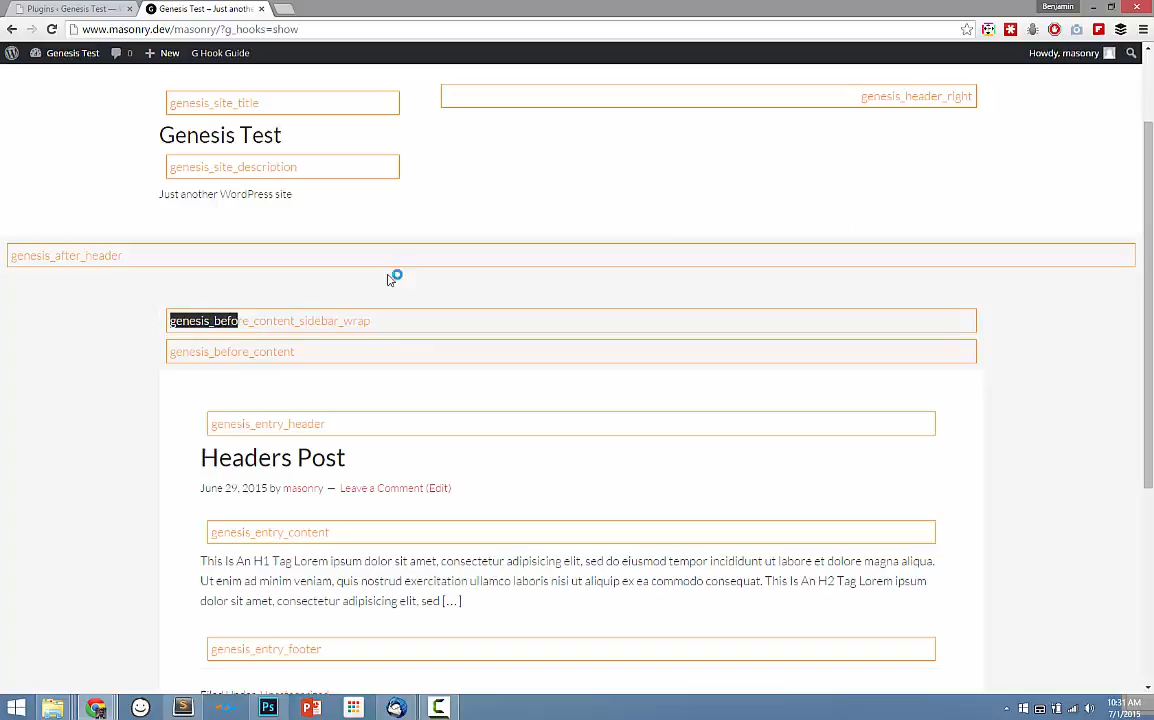 Plugins ‹ Genesis Test —
Genesis Test – Just anoth
Benjamin
www.masonry.dev/masonry/?g_hooks=show
Genesis Test
0
New
G Hook Guide
Howdy, masonry
genesis_site_title
genesis_header_right
Genesis Test
genesis_site_description
Just another WordPress site
genesis_after_header
genesis_before_content_sidebar_wrap
genesis_before_content
genesis_entry_header
Headers Post
June 29, 2015 by masonry — Leave a Comment (Edit)
genesis_entry_content
This Is An H1 Tag Lorem ipsum dolor sit amet, consectetur adipisicing elit, sed do eiusmod tempor incididunt ut labore et dolore magna aliqua.
Ut enim ad minim veniam, quis nostrud exercitation ullamco laboris nisi ut aliquip ex ea commodo consequat. This Is An H2 Tag Lorem ipsum
dolor sit amet, consectetur adipisicing elit, sed […]
genesis_entry_footer
Filed Under: Uncategorized
10:31 AM
7/1/2015